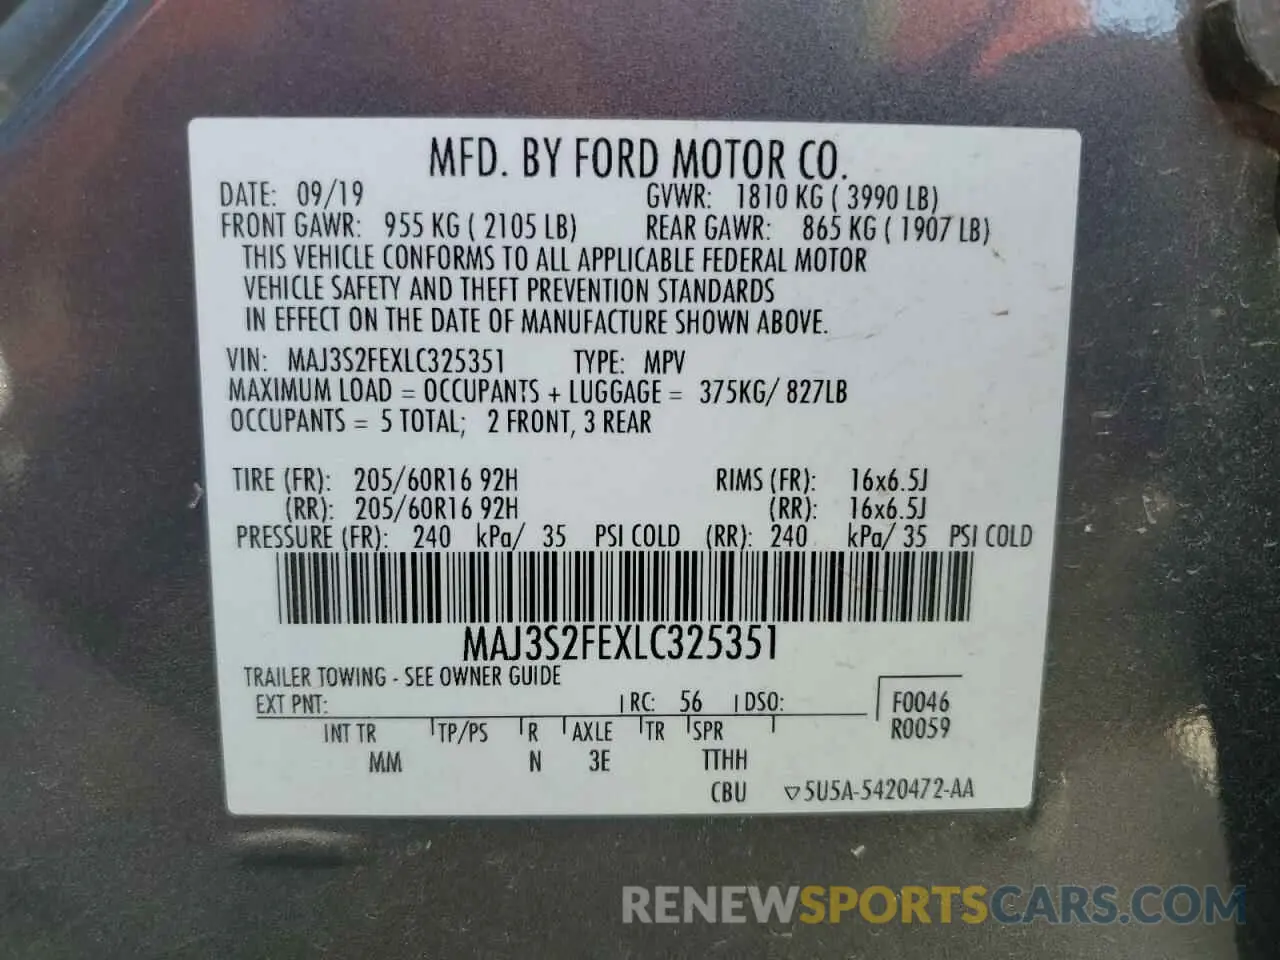 MFD. BY FORD MOTOR CO.
DATE: 09/19 GVWR: 1810 KG ( 3990 LB)
FRONT GAWR: 955 KG ( 2105 LB) REAR GAWR: 865 KG ( 1907 LB)
THIS VEHICLE CONFORMS TO ALL APPLICABLE FEDERAL MOTOR
VEHICLE SAFETY AND THEFT PREVENTION STANDARDS
IN EFFECT ON THE DATE OF MANUFACTURE SHOWN ABOVE.
VIN: MAJ3S2FEXLC325351 TYPE: MPV
MAXIMUM LOAD = OCCUPANTS + LUGGAGE = 375KG/ 827LB
OCCUPANTS = 5 TOTAL; 2 FRONT, 3 REAR
TIRE (FR): 205/60R16 92H RIMS (FR): 16x6.5J
(RR): 205/60R16 92H (RR): 16x6.5J
PRESSURE (FR): 240 kPa/ 35 PSI COLD (RR): 240 kPa/ 35 PSI COLD
MAJ3S2FEXLC325351
TRAILER TOWING - SEE OWNER GUIDE
EXT PNT: RC: 56 DSO: F0046
R0059
INT TR TP/PS R AXLE TR SPR
MM N 3E TTHH
CBU ▽5U5A-5420472-AA
RENEWSPORTSCARS.COM